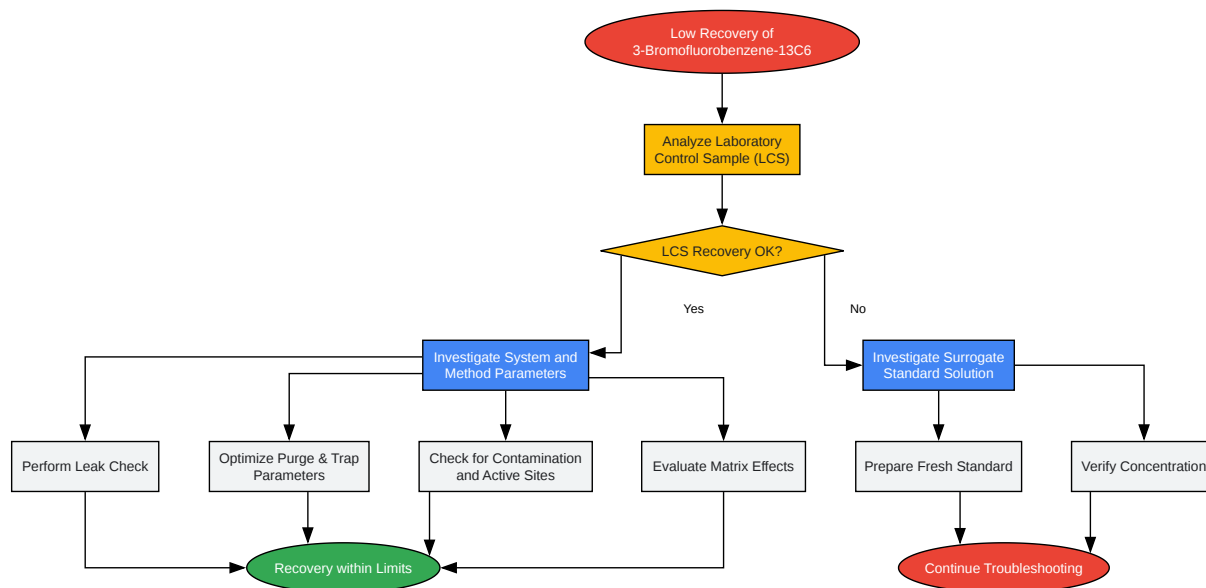 Low Recovery of
3-Bromofluorobenzene-13C6
Analyze Laboratory
Control Sample (LCS)
LCS Recovery OK?
Yes
No
Investigate System and
Method Parameters
Investigate Surrogate
Standard Solution
Perform Leak Check
Optimize Purge & Trap
Parameters
Check for Contamination
and Active Sites
Evaluate Matrix Effects
Prepare Fresh Standard
Verify Concentration
Recovery within Limits
Continue Troubleshooting